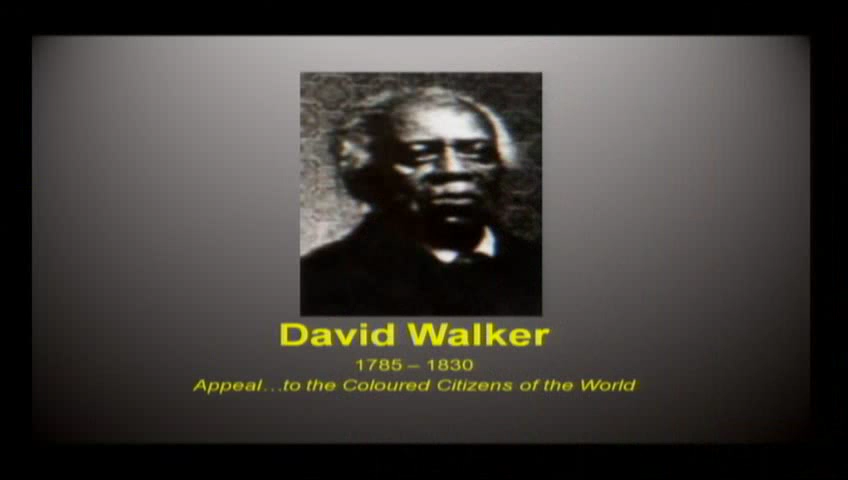 David Walker
1785 – 1830
Appeal…to the Coloured Citizens of the World